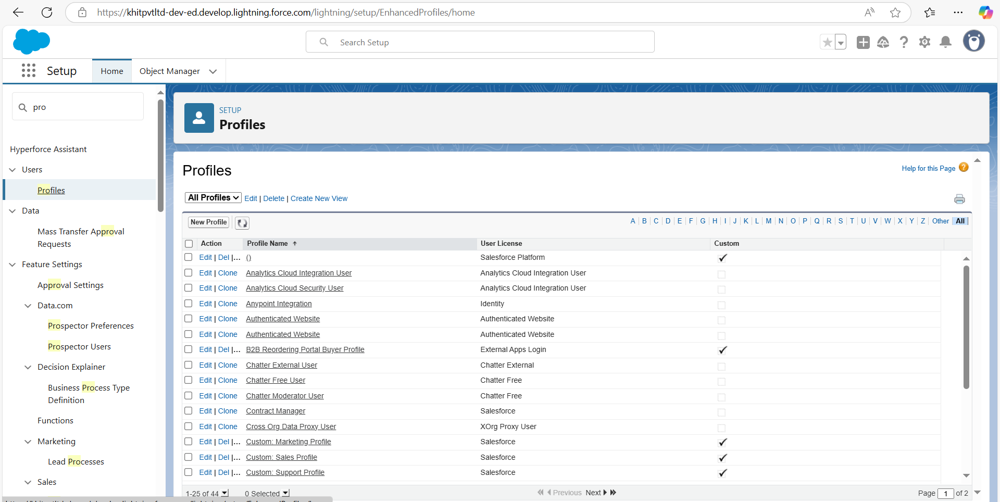 https://khitpvtltd-dev-ed.develop.lightning.force.com/lightning/setup/EnhancedProfiles/home
Search Setup
Setup
Home
Object Manager
pro
Hyperforce Assistant
Users
Profiles
Data
Mass Transfer Approval
Requests
Feature Settings
Approval Settings
Data.com
Prospector Preferences
Prospector Users
Decision Explainer
Business Process Type
Definition
Functions
Marketing
Lead Processes
Sales
SETUP
Profiles
Profiles
Help for this Page ?
All Profiles Edit | Delete | Create New View
New Profile
A | B | C | D | E | F | G | H | I | J | K | L | M | N | O | P | Q | R | S | T | U | V | W | X | Y | Z | Other | All
Action Profile Name ↑ User License Custom
Edit | Del |... () Salesforce Platform ✓
Edit | Clone Analytics Cloud Integration User Analytics Cloud Integration User
Edit | Clone Analytics Cloud Security User Analytics Cloud Integration User
Edit | Clone Anypoint Integration Identity
Edit | Clone Authenticated Website Authenticated Website
Edit | Clone Authenticated Website Authenticated Website
Edit | Del |... B2B Reordering Portal Buyer Profile External Apps Login ✓
Edit | Clone Chatter External User Chatter External
Edit | Clone Chatter Free User Chatter Free
Edit | Clone Chatter Moderator User Chatter Free
Edit | Clone Contract Manager Salesforce
Edit | Clone Cross Org Data Proxy User XOrg Proxy User
Edit | Del |... Custom: Marketing Profile Salesforce ✓
Edit | Del |... Custom: Sales Profile Salesforce ✓
Edit | Del |... Custom: Support Profile Salesforce ✓
1-25 of 44 0 Selected Previous Next Page 1 of 2